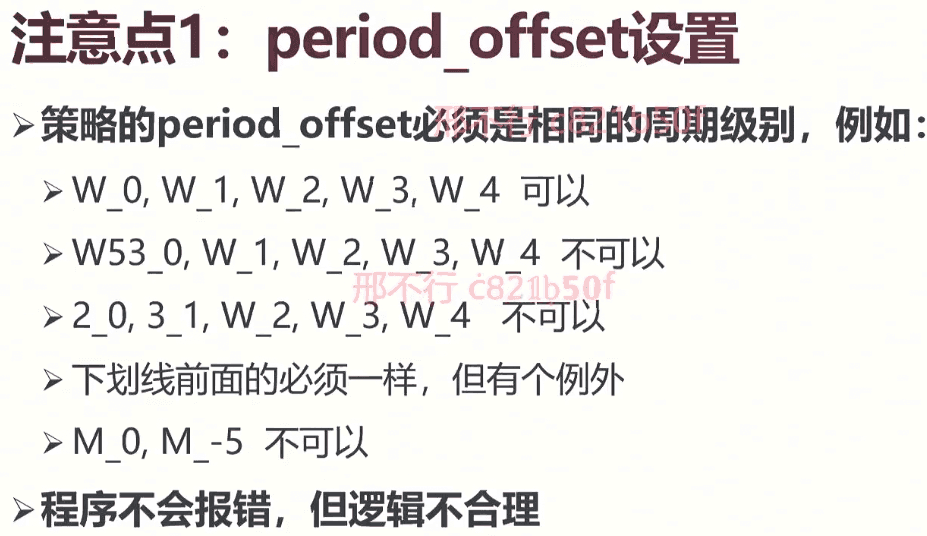 注意点1：period_offset设置
➢策略的period_offset必须是相同的周期级别，例如：
邢不行 c821b50f
➢W_0, W_1, W_2, W_3, W_4 可以
➢W53_0, W_1, W_2, W_3, W_4 不可以
邢不行 c821b50f
➢2_0, 3_1, W_2, W_3, W_4 不可以
➢下划线前面的必须一样，但有个例外
➢M_0, M_-5 不可以
➢程序不会报错，但逻辑不合理